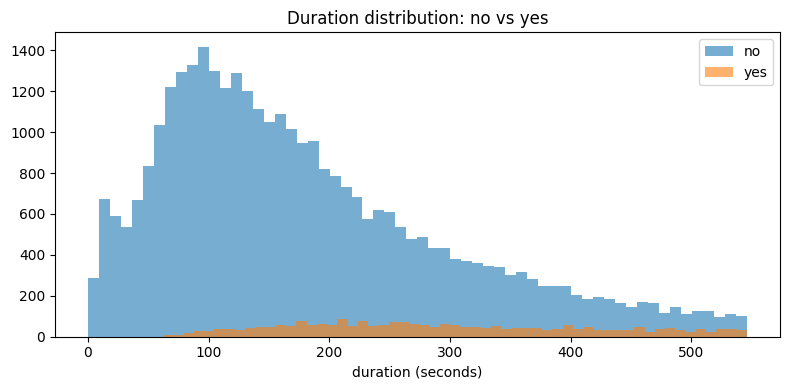 Duration distribution: no vs yes
1400
1200
1000
800
600
400
200
0
no
yes
0 100 200 300 400 500
duration (seconds)